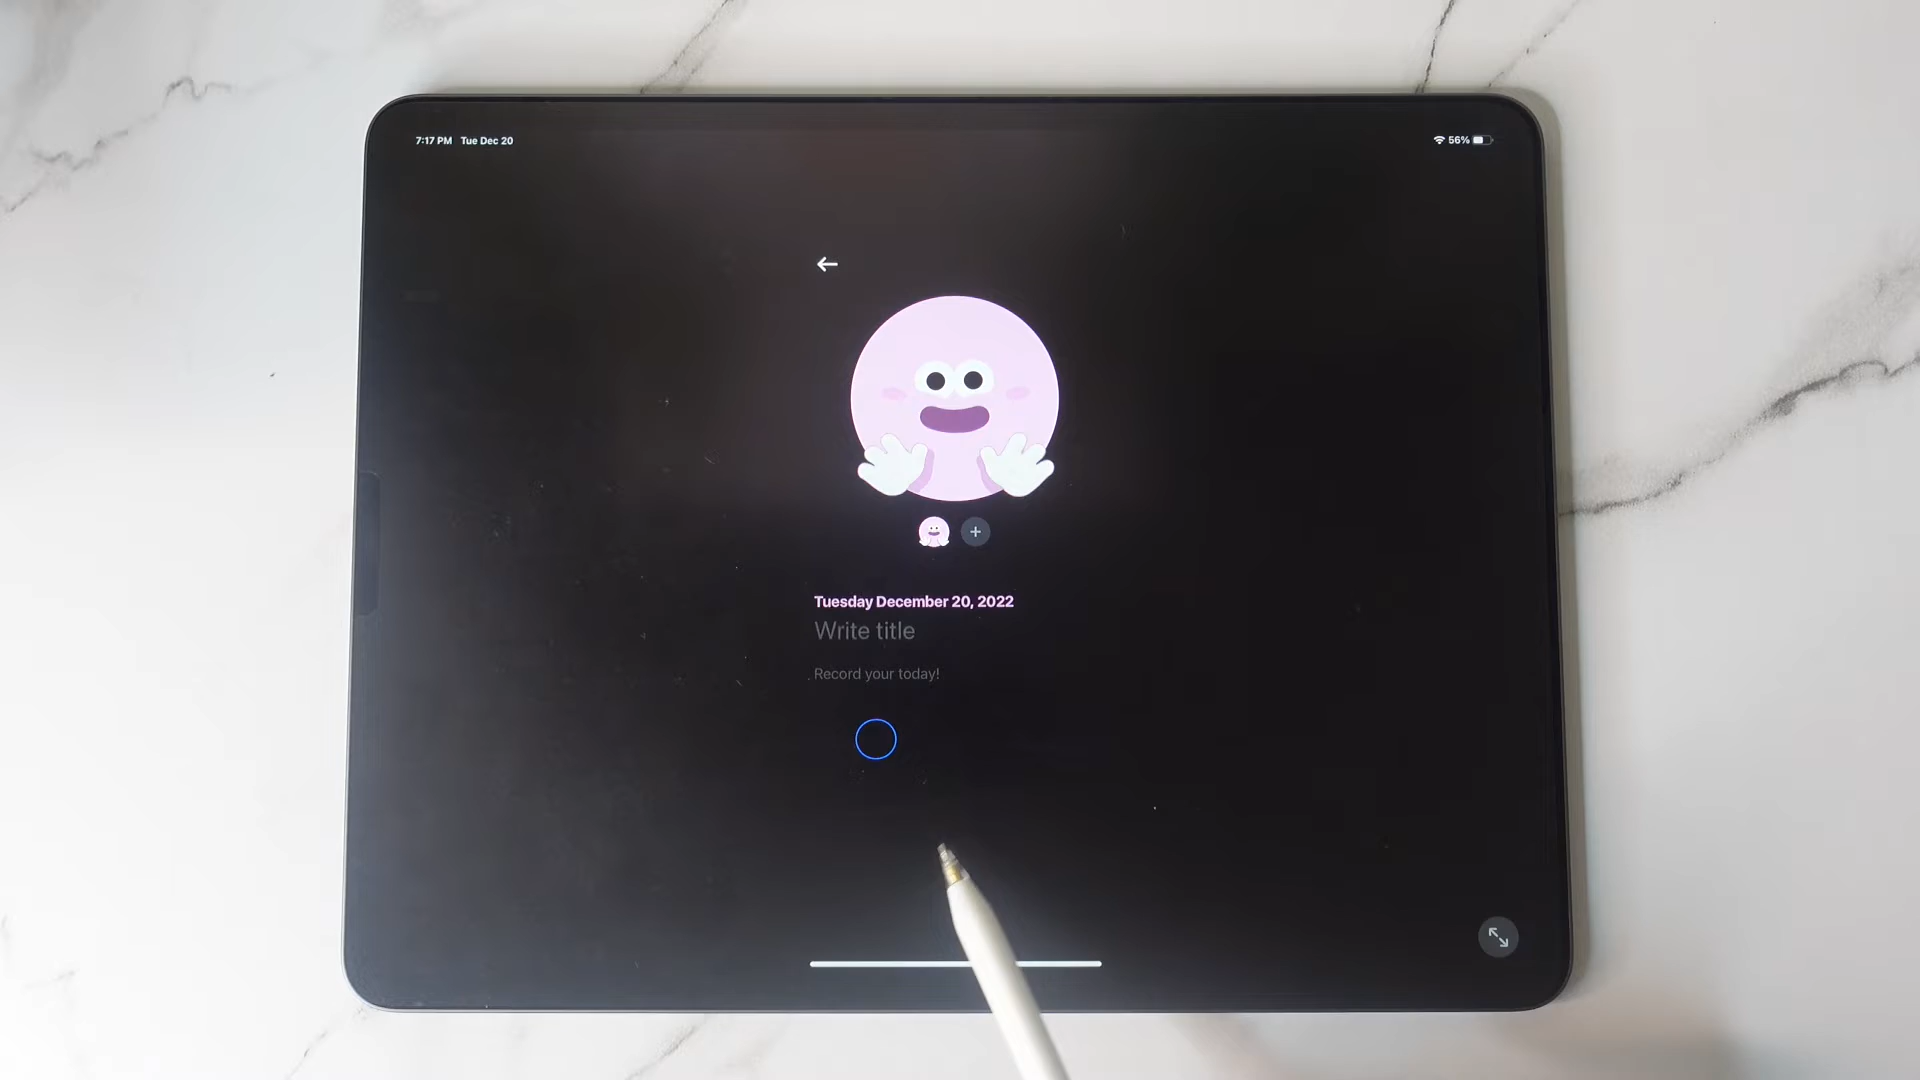 7:17 PM Tue Dec 20
56%
Tuesday December 20, 2022
Write title
Record your today!